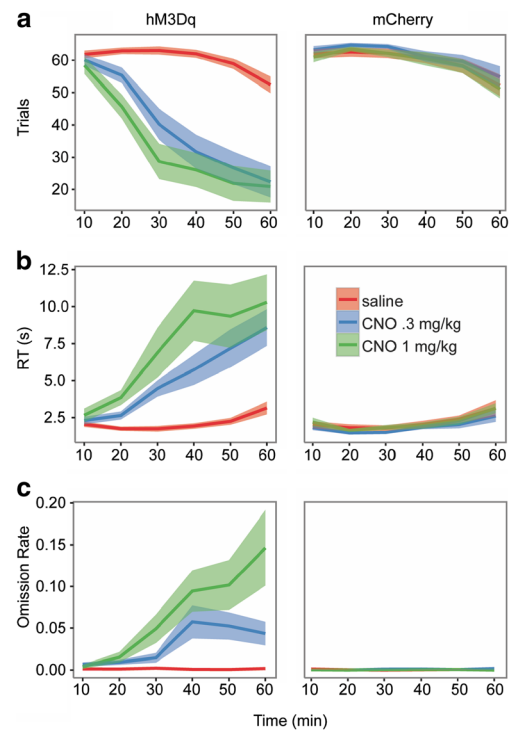 a hM3Dq mCherry
Trials
60
50
40
30
20
10 20 30 40 50 60
10 20 30 40 50 60
b
RT (s)
12.5
10.0
7.5
5.0
2.5
10 20 30 40 50 60
saline
CNO .3 mg/kg
CNO 1 mg/kg
10 20 30 40 50 60
c
Omission Rate
0.20
0.15
0.10
0.05
0.00
10 20 30 40 50 60
10 20 30 40 50 60
Time (min)